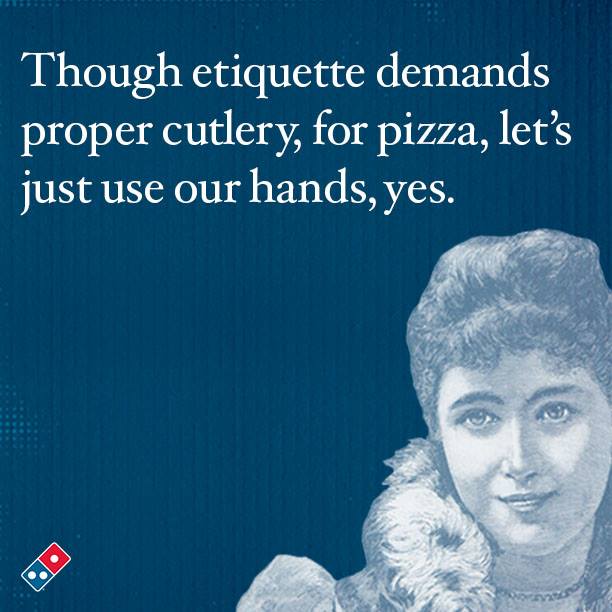 Though etiquette demands
proper cutlery, for pizza, let’s
just use our hands, yes.